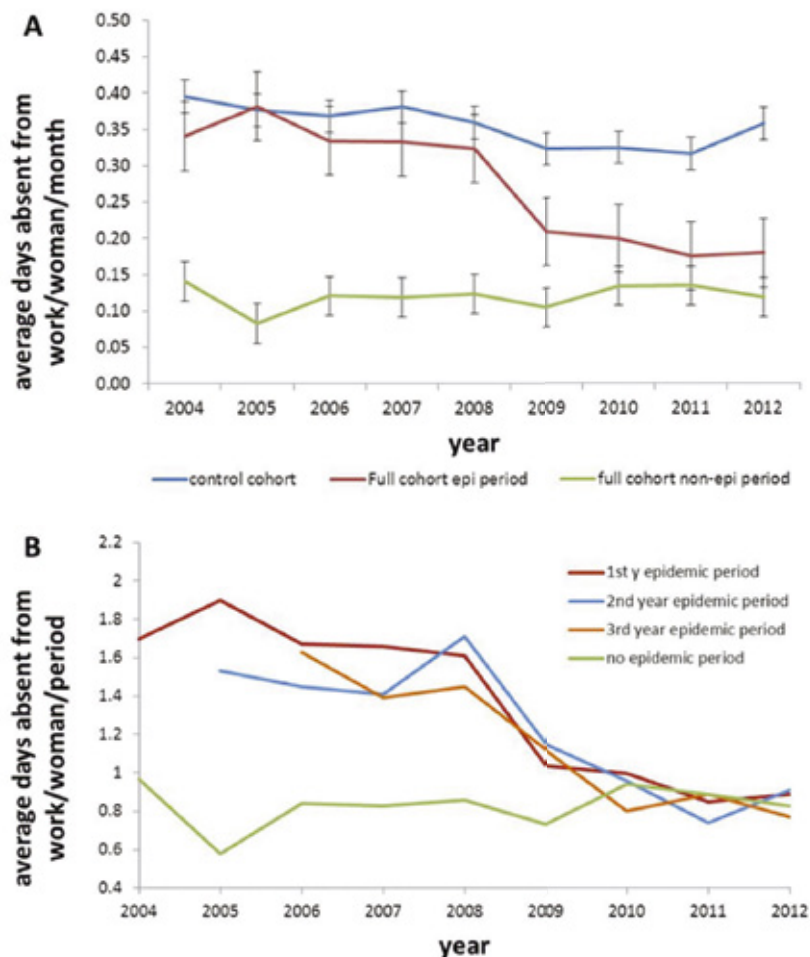 A
average days absent from
work/woman/month
0.50
0.45
0.40
0.35
0.30
0.25
0.20
0.15
0.10
0.05
0.00
2004 2005 2006 2007 2008 2009 2010 2011 2012
year
control cohort Full cohort epi period full cohort non-epi period
B
average days absent from
work/woman/period
2.2
2
1.8
1.6
1.4
1.2
1
0.8
0.6
0.4
1st y epidemic period
2nd year epidemic period
3rd year epidemic period
no epidemic period
2004 2005 2006 2007 2008 2009 2010 2011 2012
year